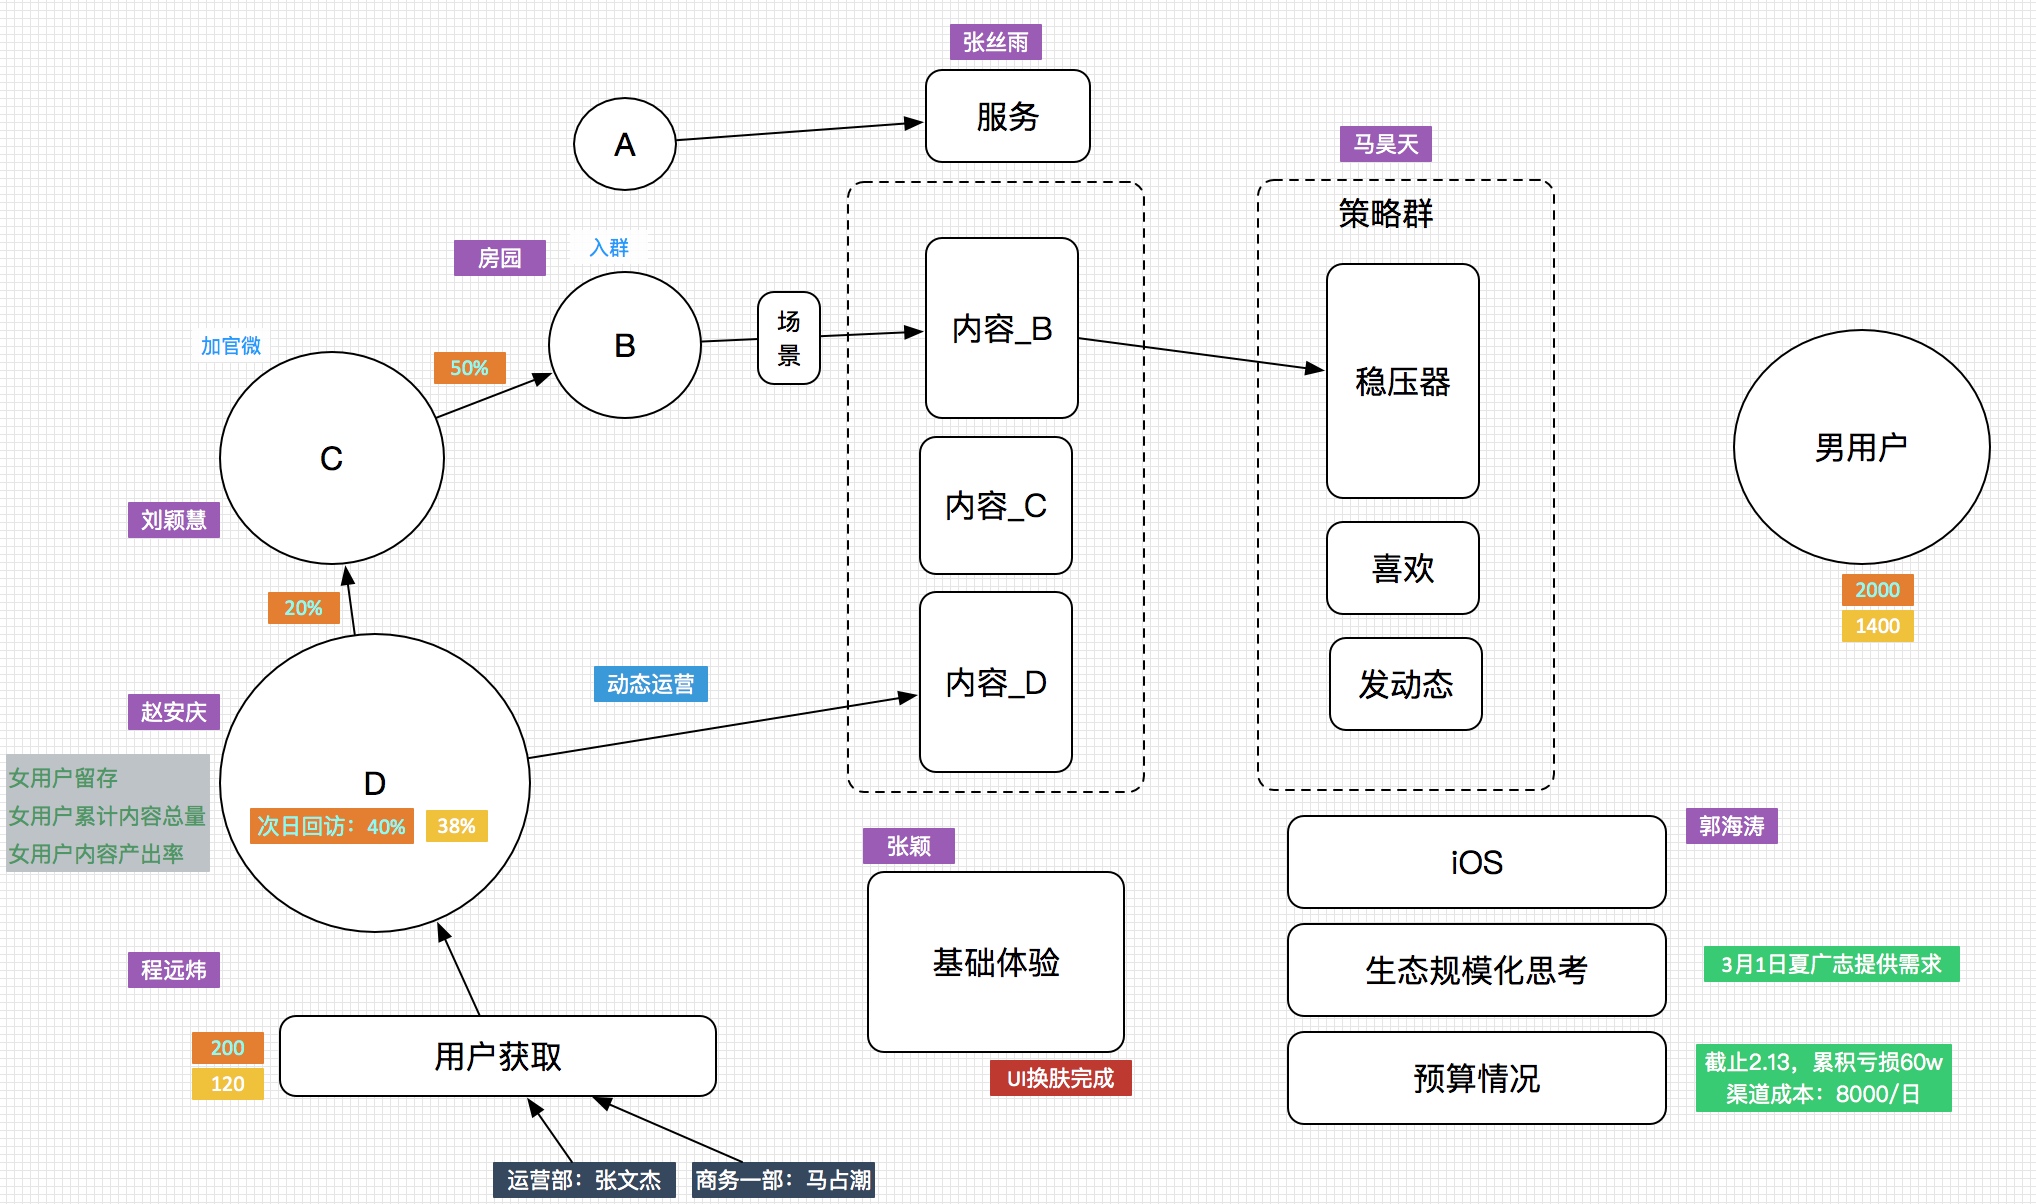 张丝雨
服务
A
马昊天
策略群
房园
入群
B
场
景
内容_B
稳压器
加官微
50%
C
刘颖慧
内容_C
喜欢
男用户
2000
1400
20%
动态运营
内容_D
发动态
赵安庆
女用户留存
女用户累计内容总量
女用户内容产出率
D
次日回访：40%
38%
张颖
基础体验
UI换肤完成
郭海涛
iOS
生态规模化思考
3月1日夏广志提供需求
预算情况
截止2.13，累积亏损60w
渠道成本：8000/日
程远炜
200
120
用户获取
运营部：张文杰
商务一部：马占潮